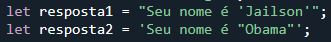 let resposta1 = "Seu nome é 'Jailson'";
let resposta2 = 'Seu nome é "Obama"';